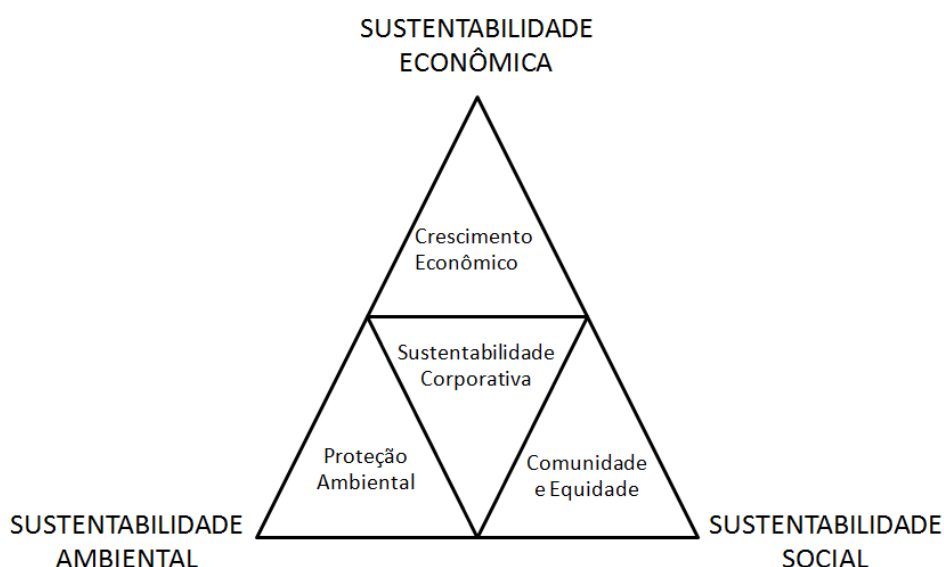 SUSTENTABILIDADE
ECONÔMICA
Crescimento
Econômico
Sustentabilidade
Corporativa
Proteção
Ambiental
Comunidade
e Equidade
SUSTENTABILIDADE
AMBIENTAL
SUSTENTABILIDADE
SOCIAL